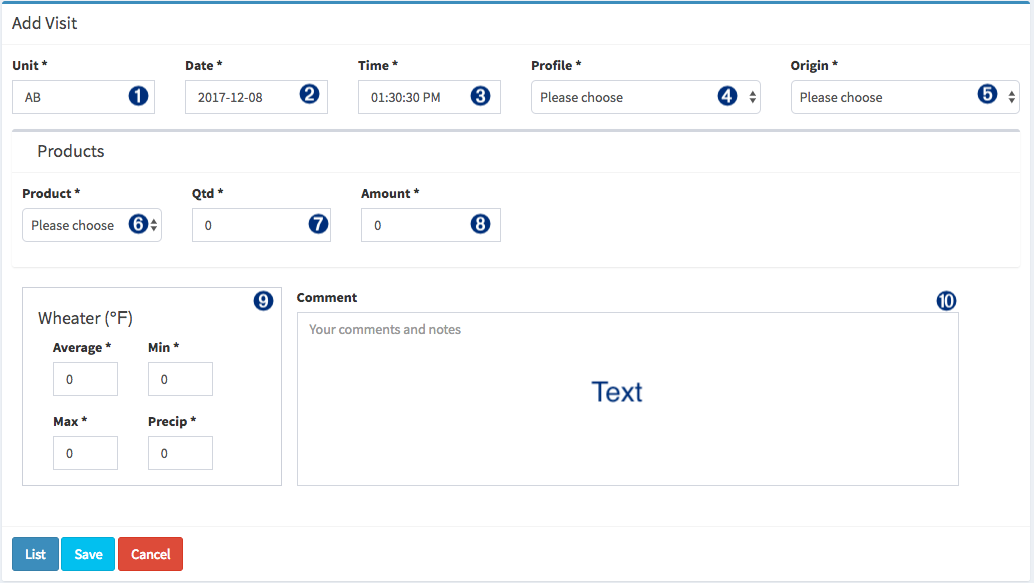 Add Visit
Unit * Date * Time * Profile * Origin *
AB 1 2017-12-08 2 01:30:30 PM 3 Please choose 4 Please choose 5
Products
Product * Qtd * Amount *
Please choose 6 0 7 0 8
9 Comment 10
Wheater (°F) Your comments and notes
Average * Min *
0 0
Text
Max * Precip *
0 0
List Save Cancel